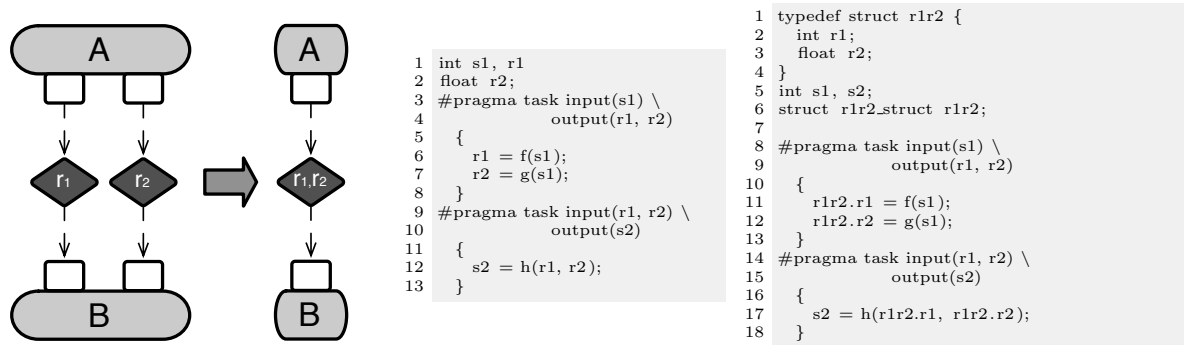 A
A
r1
r2
r1,r2
B
B
1 int s1, r1
2 float r2;
3 #pragma task input(s1) \
4 output(r1, r2)
5 {
6 r1 = f(s1);
7 r2 = g(s1);
8 }
9 #pragma task input(r1, r2) \
10 output(s2)
11 {
12 s2 = h(r1, r2);
13 }
1 typedef struct r1r2 {
2 int r1;
3 float r2;
4 }
5 int s1, s2;
6 struct r1r2_struct r1r2;
7
8 #pragma task input(s1) \
9 output(r1, r2)
10 {
11 r1r2.r1 = f(s1);
12 r1r2.r2 = g(s1);
13 }
14 #pragma task input(r1, r2) \
15 output(s2)
16 {
17 s2 = h(r1r2.r1, r1r2.r2);
18 }